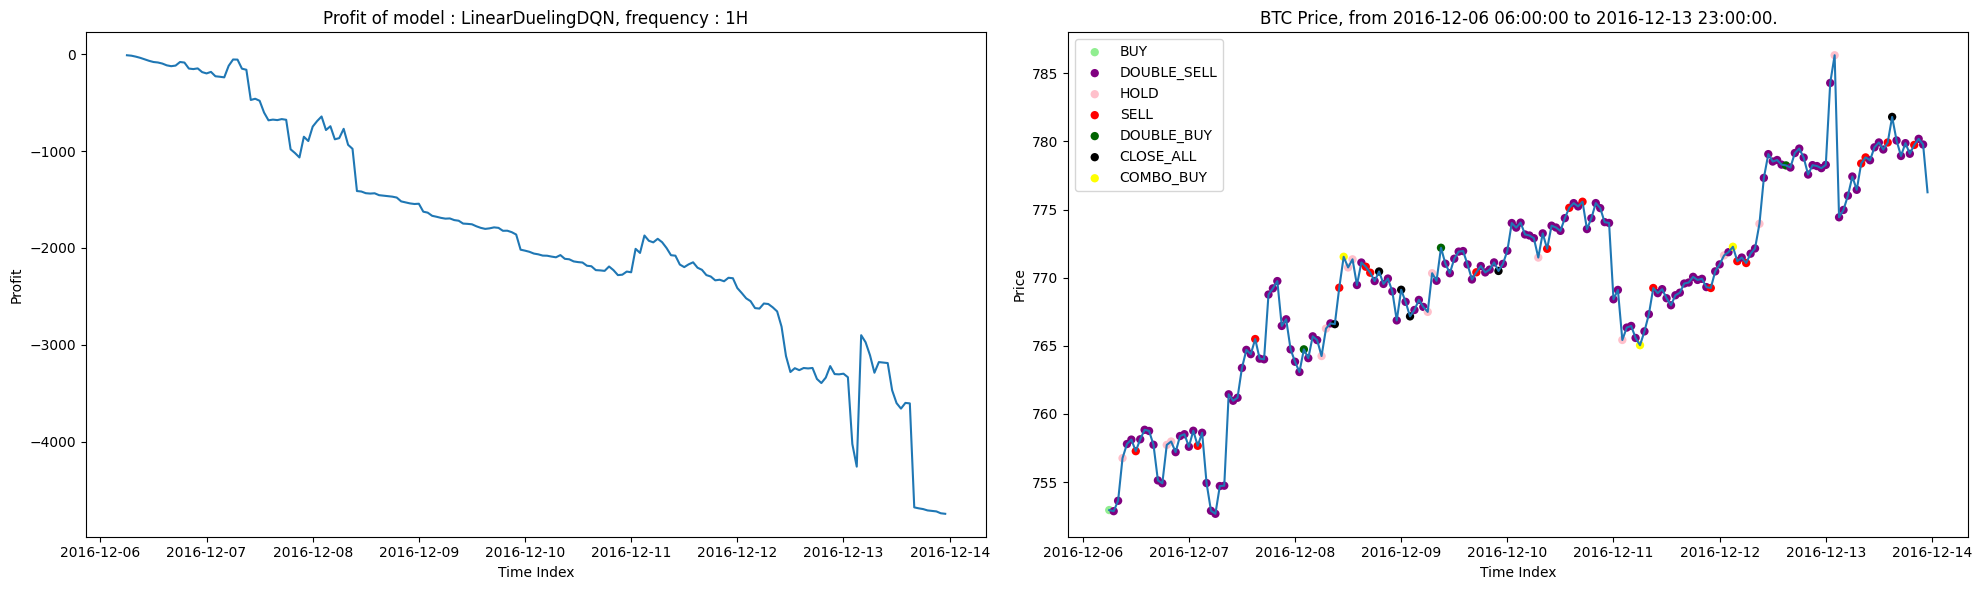 Profit of model : LinearDuelingDQN, frequency : 1H
0
−1000
−2000
−3000
−4000
Profit
2016-12-06 2016-12-07 2016-12-08 2016-12-09 2016-12-10 2016-12-11 2016-12-12 2016-12-13 2016-12-14
Time Index
BTC Price, from 2016-12-06 06:00:00 to 2016-12-13 23:00:00.
BUY
DOUBLE_SELL
HOLD
SELL
DOUBLE_BUY
CLOSE_ALL
COMBO_BUY
785
780
775
770
765
760
755
Price
2016-12-06 2016-12-07 2016-12-08 2016-12-09 2016-12-10 2016-12-11 2016-12-12 2016-12-13 2016-12-14
Time Index